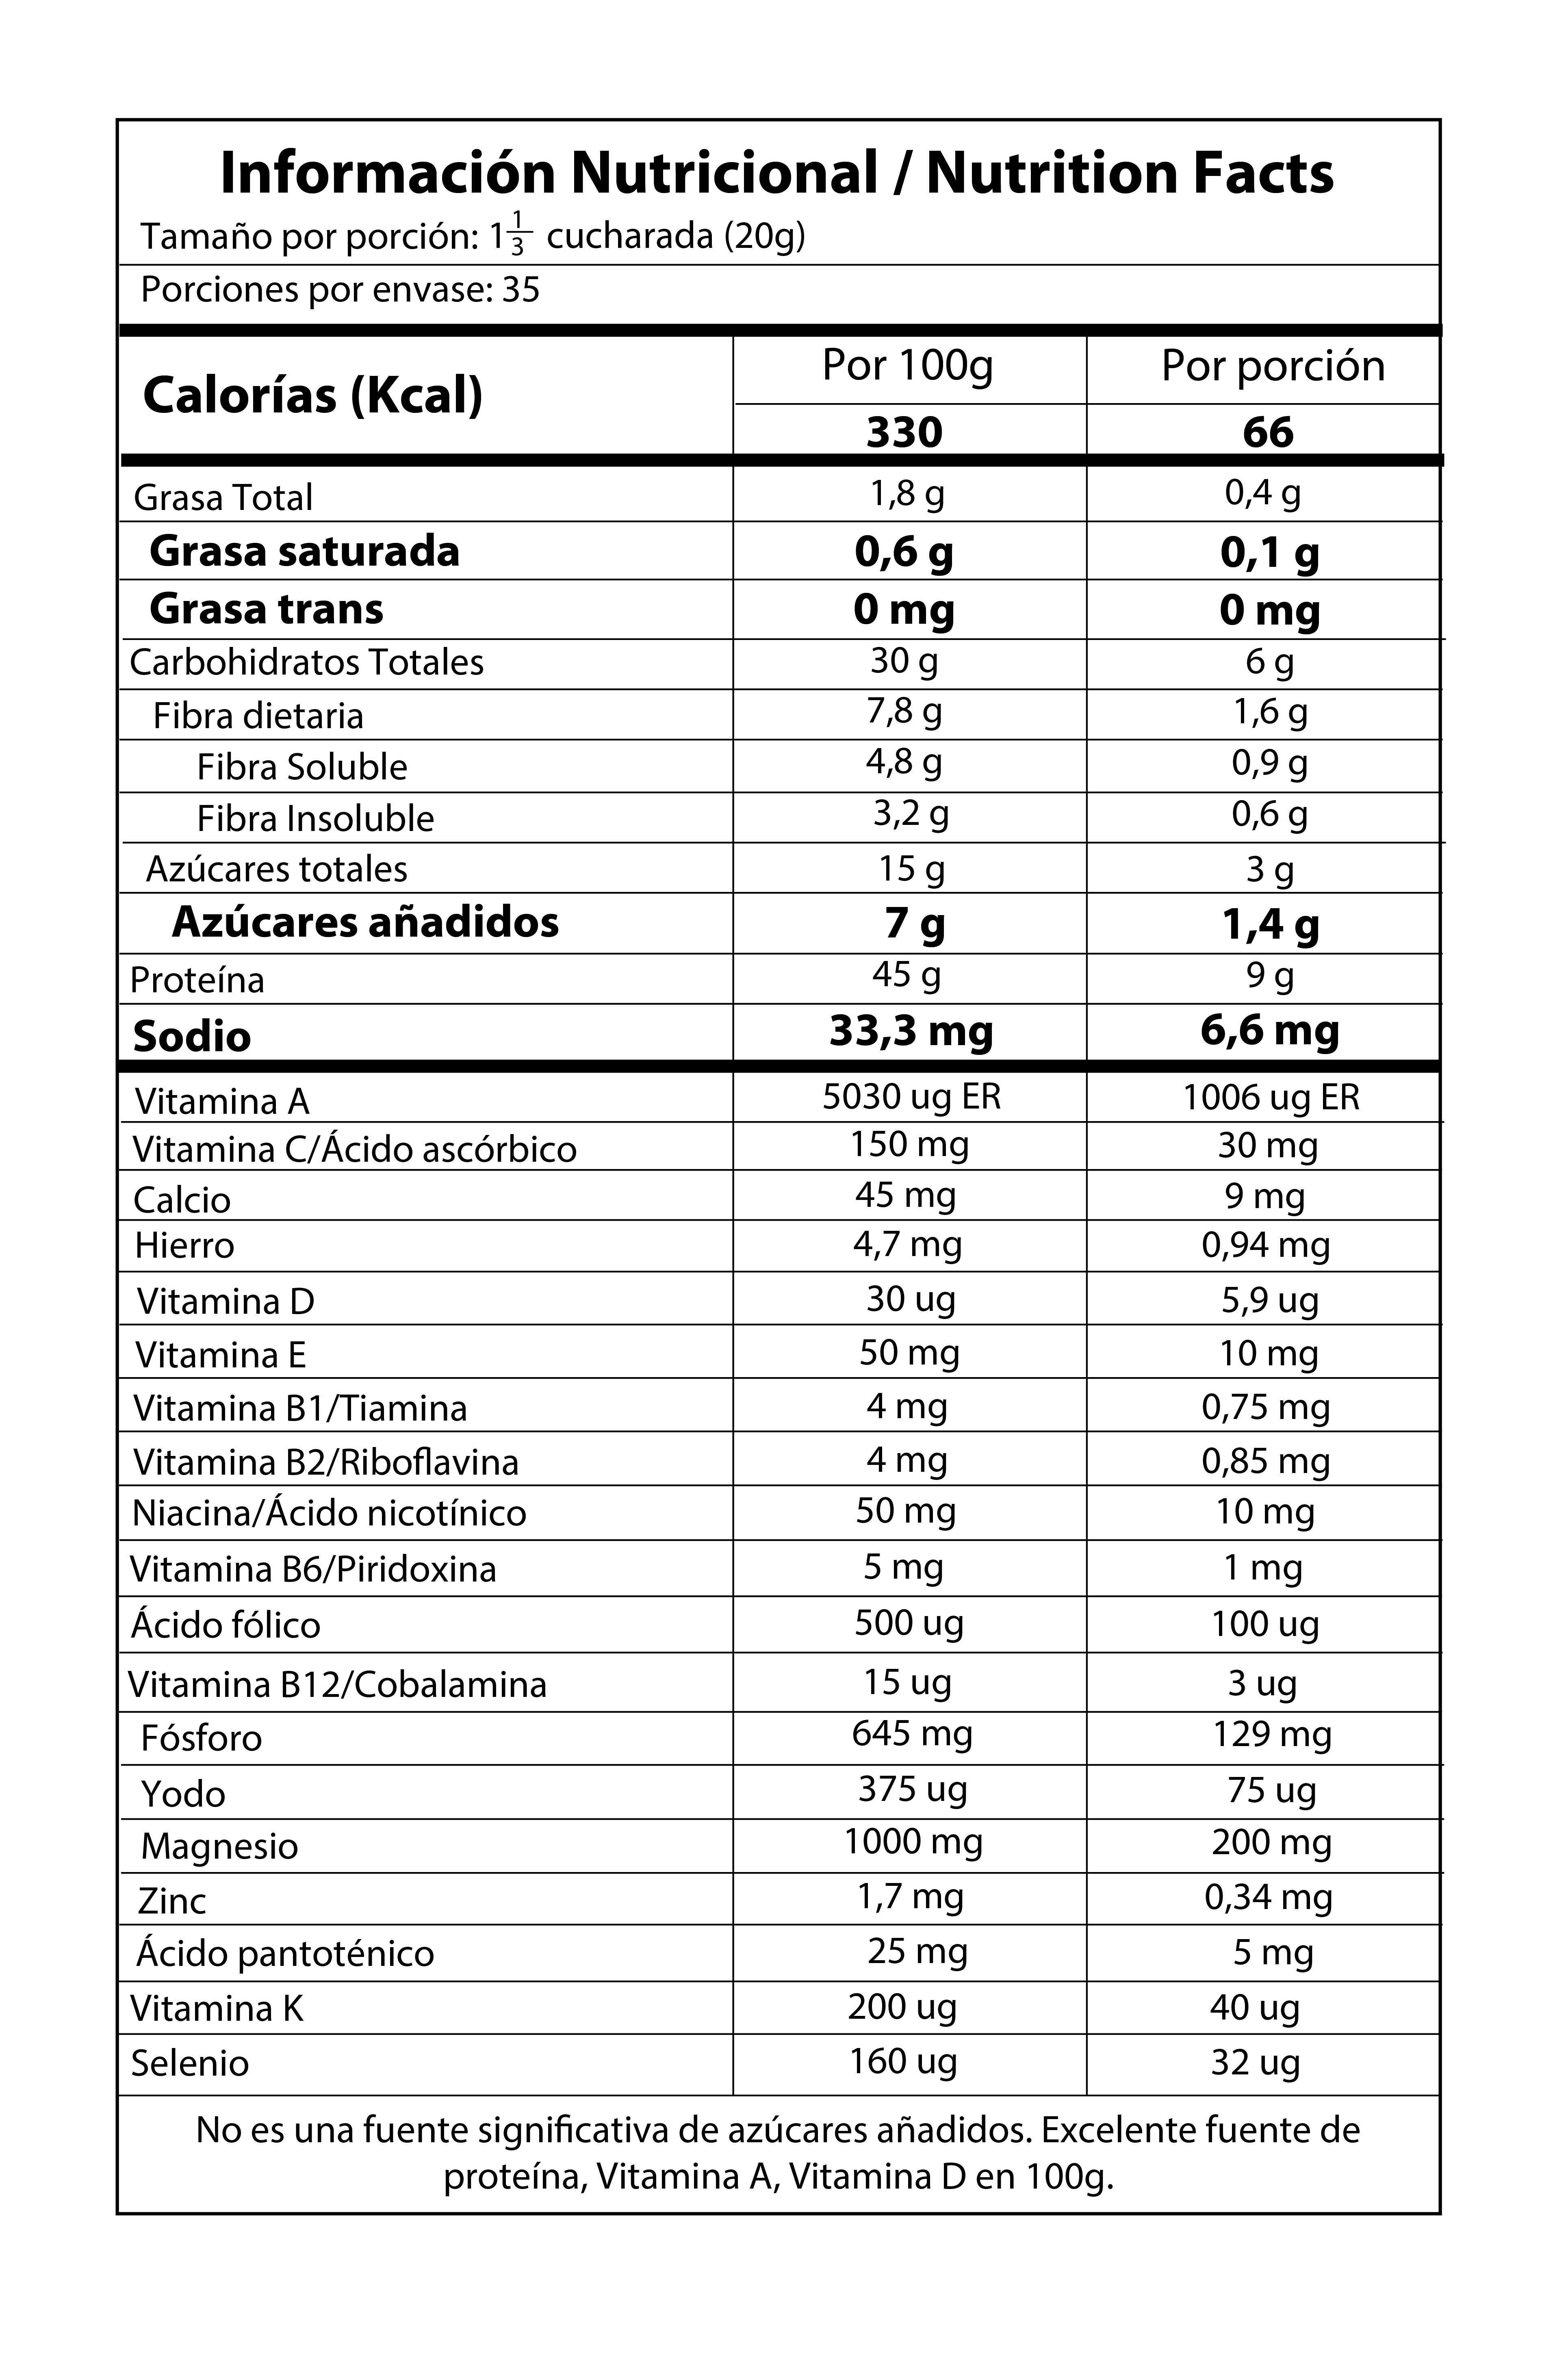 Información Nutricional / Nutrition Facts
Tamaño por porción: 1 1/3 cucharada (20g)
Porciones por envase: 35
Calorías (Kcal) Por 100g Por porción
330 66
Grasa Total 1,8 g 0,4 g
Grasa saturada 0,6 g 0,1 g
Grasa trans 0 mg 0 mg
Carbohidratos Totales 30 g 6 g
Fibra dietaria 7,8 g 1,6 g
Fibra Soluble 4,8 g 0,9 g
Fibra Insoluble 3,2 g 0,6 g
Azúcares totales 15 g 3 g
Azúcares añadidos 7 g 1,4 g
Proteína 45 g 9 g
Sodio 33,3 mg 6,6 mg
Vitamina A 5030 ug ER 1006 ug ER
Vitamina C/Ácido ascórbico 150 mg 30 mg
Calcio 45 mg 9 mg
Hierro 4,7 mg 0,94 mg
Vitamina D 30 ug 5,9 ug
Vitamina E 50 mg 10 mg
Vitamina B1/Tiamina 4 mg 0,75 mg
Vitamina B2/Riboflavina 4 mg 0,85 mg
Niacina/Ácido nicotínico 50 mg 10 mg
Vitamina B6/Piridoxina 5 mg 1 mg
Ácido fólico 500 ug 100 ug
Vitamina B12/Cobalamina 15 ug 3 ug
Fósforo 645 mg 129 mg
Yodo 375 ug 75 ug
Magnesio 1000 mg 200 mg
Zinc 1,7 mg 0,34 mg
Ácido pantoténico 25 mg 5 mg
Vitamina K 200 ug 40 ug
Selenio 160 ug 32 ug
No es una fuente significativa de azúcares añadidos. Excelente fuente de
proteína, Vitamina A, Vitamina D en 100g.